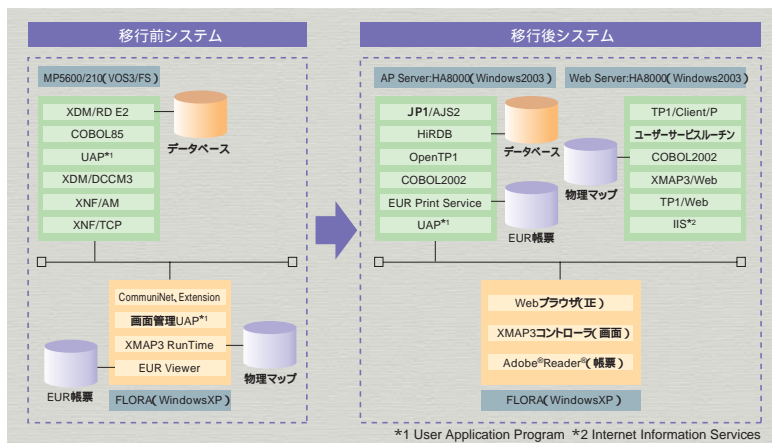 移行前システム
MP5600/210(VOS3/FS)
XDM/RD E2
COBOL85
UAP*1
XDM/DCCM3
XNF/AM
XNF/TCP
データベース
CommuniNet、Extension
画面管理UAP*1
XMAP3 RunTime
EUR Viewer
EUR帳票
物理マップ
FLORA(WindowsXP)
移行後システム
AP Server:HA8000(Windows2003)
JP1/AJS2
HiRDB
OpenTP1
COBOL2002
EUR Print Service
UAP*1
データベース
EUR帳票
Web Server:HA8000(Windows2003)
物理マップ
TP1/Client/P
ユーザーサービスルーチン
COBOL2002
XMAP3/Web
TP1/Web
IIS*2
Webブラウザ(IE)
XMAP3コントローラ(画面)
Adobe®Reader®(帳票)
FLORA(WindowsXP)
*1 User Application Program *2 Internet Information Services